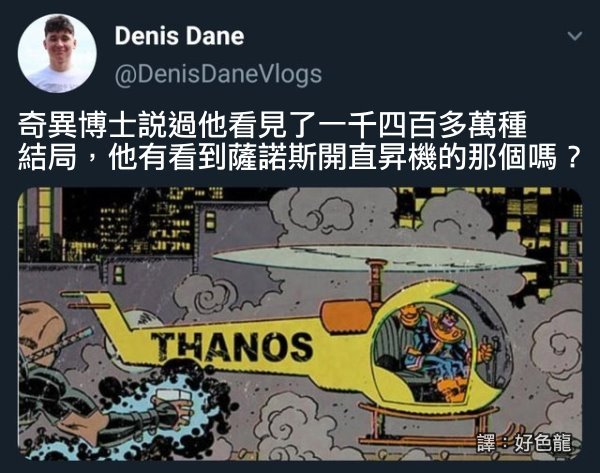 Denis Dane
@DenisDaneVlogs
奇異博士説過他看見了一千四百多萬種
結局，他有看到薩諾斯開直昇機的那個嗎？
THANOS
譯：好色龍